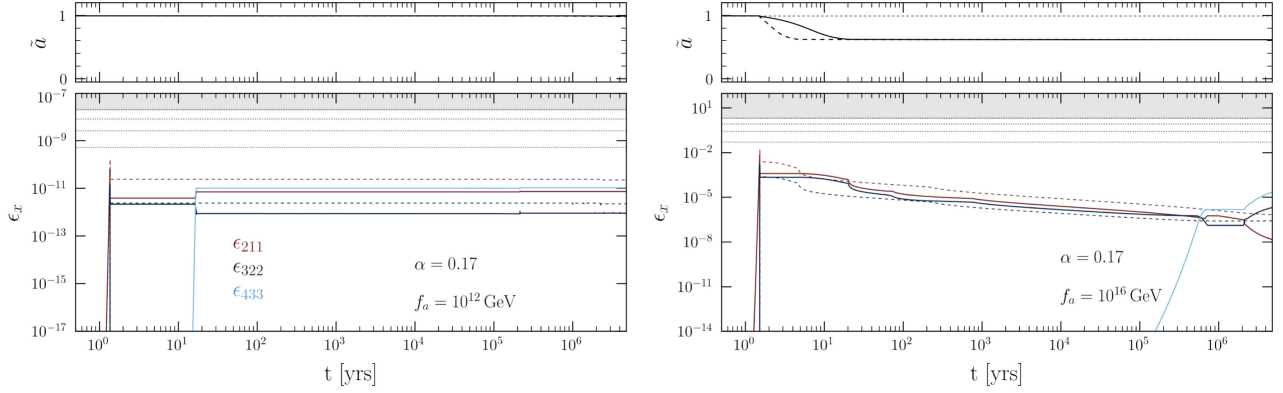 1
ã
0
10⁻⁷
10⁻⁹
10⁻¹¹
10⁻¹³
10⁻¹⁵
10⁻¹⁷
ϵₓ
ϵ₂₁₁
ϵ₃₂₂
ϵ₄₃₃
α = 0.17
fₐ = 10¹² GeV
10⁰ 10¹ 10² 10³ 10⁴ 10⁵ 10⁶
t [yrs]
1
ã
0
10¹
10⁻²
10⁻⁵
10⁻⁸
10⁻¹¹
10⁻¹⁴
ϵₓ
α = 0.17
fₐ = 10¹⁶ GeV
10⁰ 10¹ 10² 10³ 10⁴ 10⁵ 10⁶
t [yrs]